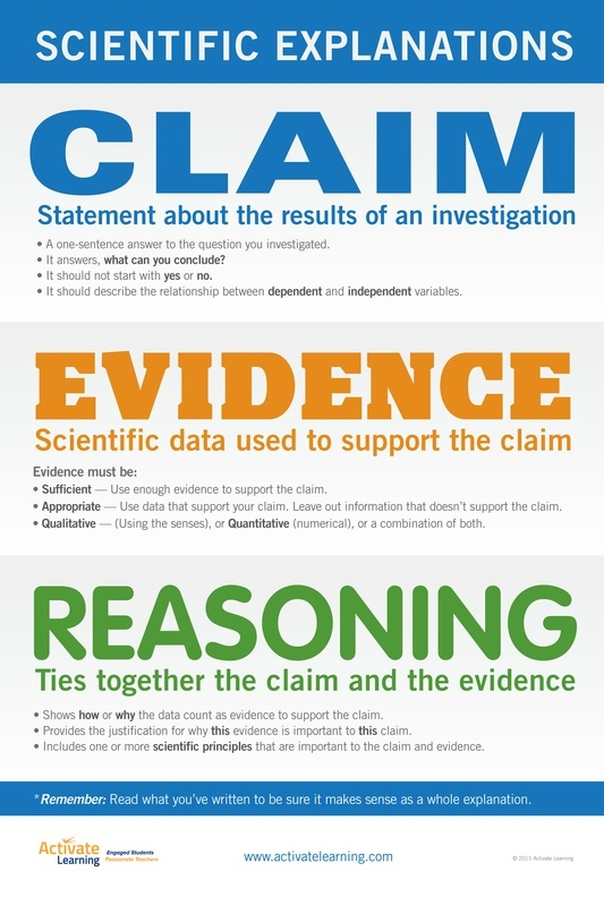 SCIENTIFIC EXPLANATIONS
CLAIM
Statement about the results of an investigation
• A one-sentence answer to the question you investigated.
• It answers, what can you conclude?
• It should not start with yes or no.
• It should describe the relationship between dependent and independent variables.
EVIDENCE
Scientific data used to support the claim
Evidence must be:
• Sufficient — Use enough evidence to support the claim.
• Appropriate — Use data that support your claim. Leave out information that doesn't support the claim.
• Qualitative — (Using the senses), or Quantitative (numerical), or a combination of both.
REASONING
Ties together the claim and the evidence
• Shows how or why the data count as evidence to support the claim.
• Provides the justification for why this evidence is important to this claim.
• Includes one or more scientific principles that are important to the claim and evidence.
*Remember: Read what you've written to be sure it makes sense as a whole explanation.
Activate
Learning
Engaged Students
Passionate Teachers
www.activatelearning.com
© 2015 Activate Learning